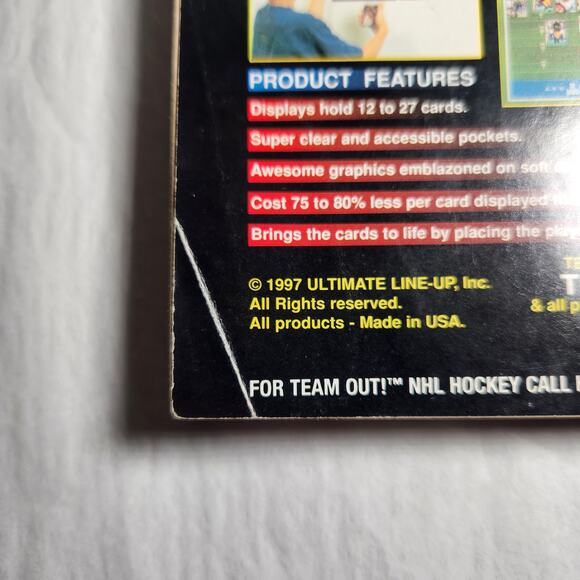 PRODUCT FEATURES
Displays hold 12 to 27 cards.
Super clear and accessible pockets.
Awesome graphics emblazoned on soft
Cost 75 to 80% less per card displayed
Brings the cards to life by placing the
© 1997 ULTIMATE LINE-UP, Inc.
All Rights reserved.
& all
All products - Made in USA.
FOR TEAM OUT!™ NHL HOCKEY CALL